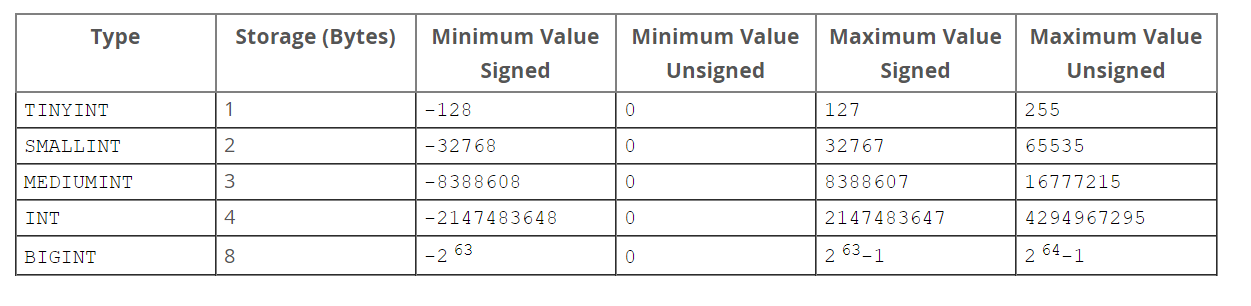 Type Storage (Bytes) Minimum Value Signed Minimum Value Unsigned Maximum Value Signed Maximum Value Unsigned
TINYINT 1 -128 0 127 255
SMALLINT 2 -32768 0 32767 65535
MEDIUMINT 3 -8388608 0 8388607 16777215
INT 4 -2147483648 0 2147483647 4294967295
BIGINT 8 -2 63 0 2 63-1 2 64-1